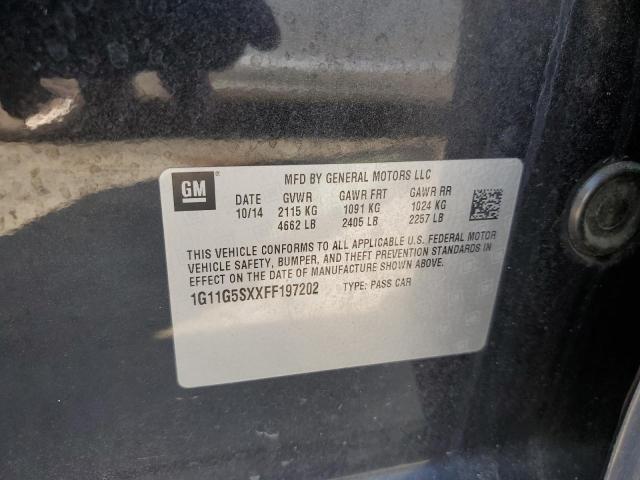 GM
MFD BY GENERAL MOTORS LLC
DATE GVWR GAWR FRT GAWR RR
10/14 2115 KG 1091 KG 1024 KG
4662 LB 2405 LB 2257 LB
THIS VEHICLE CONFORMS TO ALL APPLICABLE U.S. FEDERAL MOTOR
VEHICLE SAFETY, BUMPER, AND THEFT PREVENTION STANDARDS IN
EFFECT ON THE DATE OF MANUFACTURE SHOWN ABOVE.
1G11G5SXXFF197202 TYPE: PASS CAR